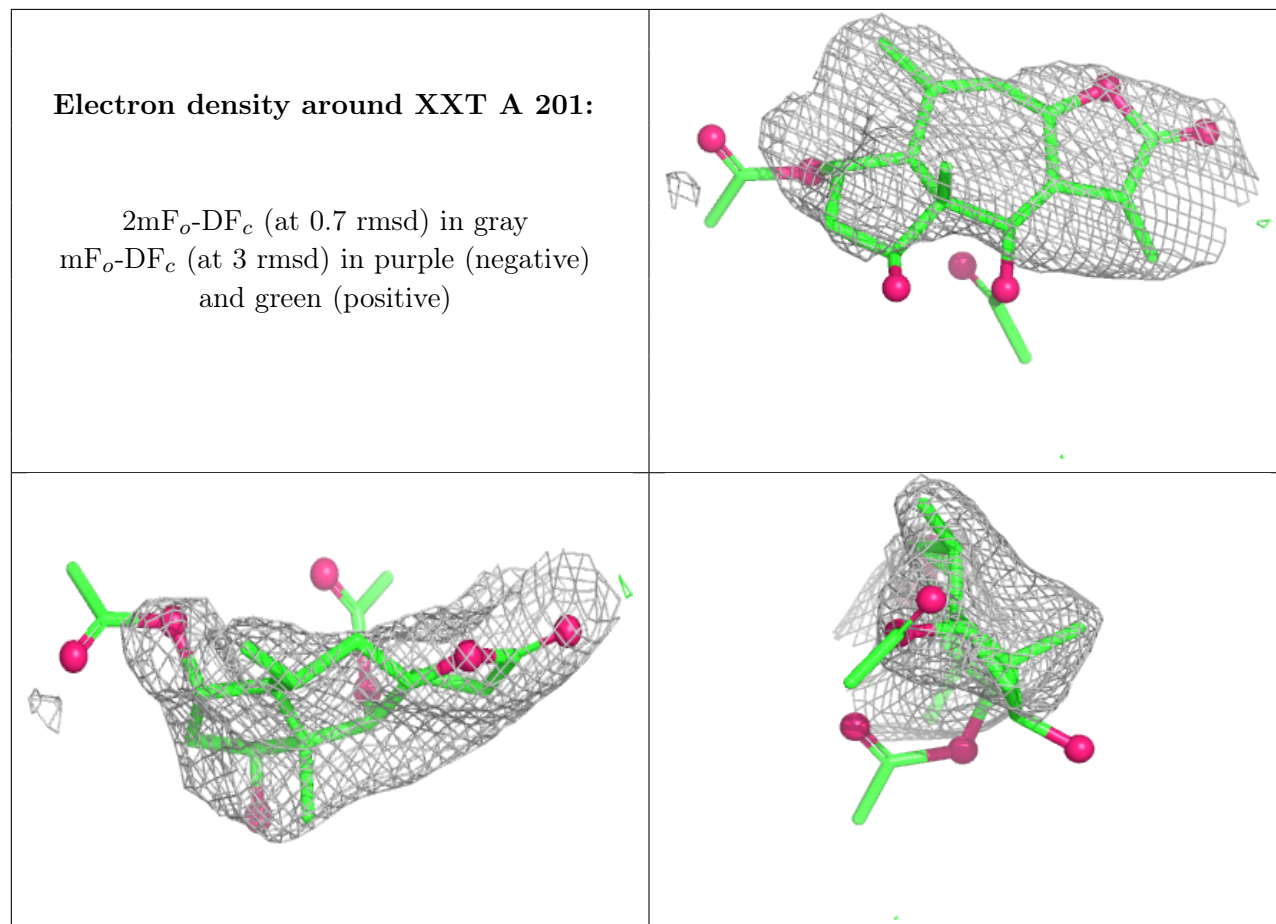 Electron density around XXT A 201:
2mFo-DFc (at 0.7 rmsd) in gray
mFo-DFc (at 3 rmsd) in purple (negative)
and green (positive)